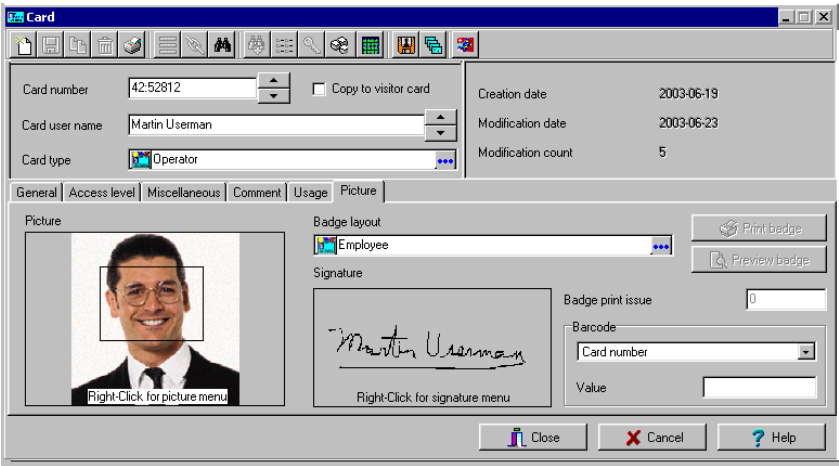 Card
Card number 42:52812 Copy to visitor card
Card user name Martin Userman
Card type Operator
Creation date 2003-06-19
Modification date 2003-06-23
Modification count 5
General Access level Miscellaneous Comment Usage Picture
Picture
Right-Click for picture menu
Badge layout
Employee
Signature
Martin Userman
Right-Click for signature menu
Print badge
Preview badge
Badge print issue 0
Barcode
Card number
Value
Close Cancel Help